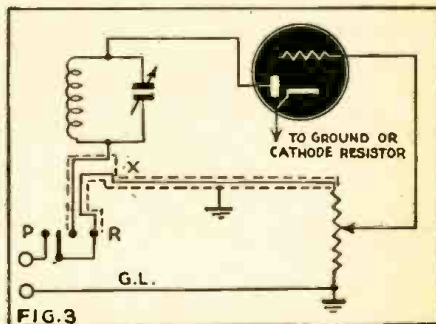 TO GROUND OR
CATHODE RESISTOR
X
P
R
G.L.
FIG.3